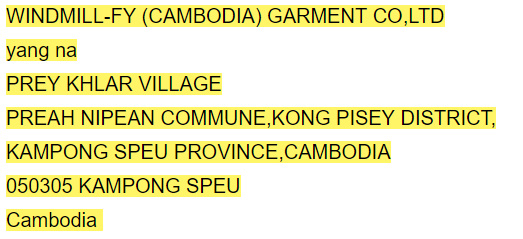 WINDMILL-FY (CAMBODIA) GARMENT CO,LTD
yang na
PREY KHLAR VILLAGE
PREAH NIPEAN COMMUNE,KONG PISEY DISTRICT,
KAMPONG SPEU PROVINCE,CAMBODIA
050305 KAMPONG SPEU
Cambodia